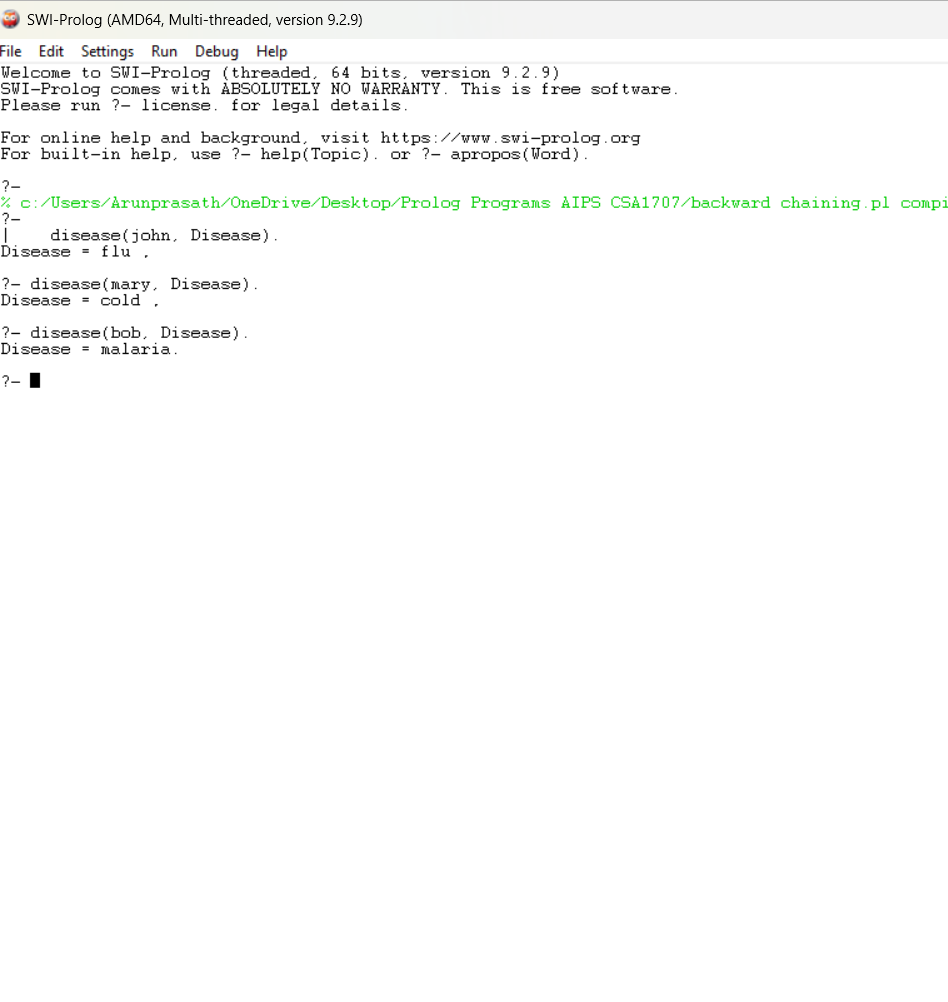 SWI-Prolog (AMD64, Multi-threaded, version 9.2.9)
File Edit Settings Run Debug Help
Welcome to SWI-Prolog (threaded, 64 bits, version 9.2.9)
SWI-Prolog comes with ABSOLUTELY NO WARRANTY. This is free software.
Please run ?- license. for legal details.
For online help and background, visit https://www.swi-prolog.org
For built-in help, use ?- help(Topic). or ?- apropos(Word).
?-
% c:/Users/Arunprasath/OneDrive/Desktop/Prolog Programs AIPS CSA1707/backward chaining.pl compi
?-
|    disease(john, Disease).
Disease = flu .
?- disease(mary, Disease).
Disease = cold .
?- disease(bob, Disease).
Disease = malaria.
?-